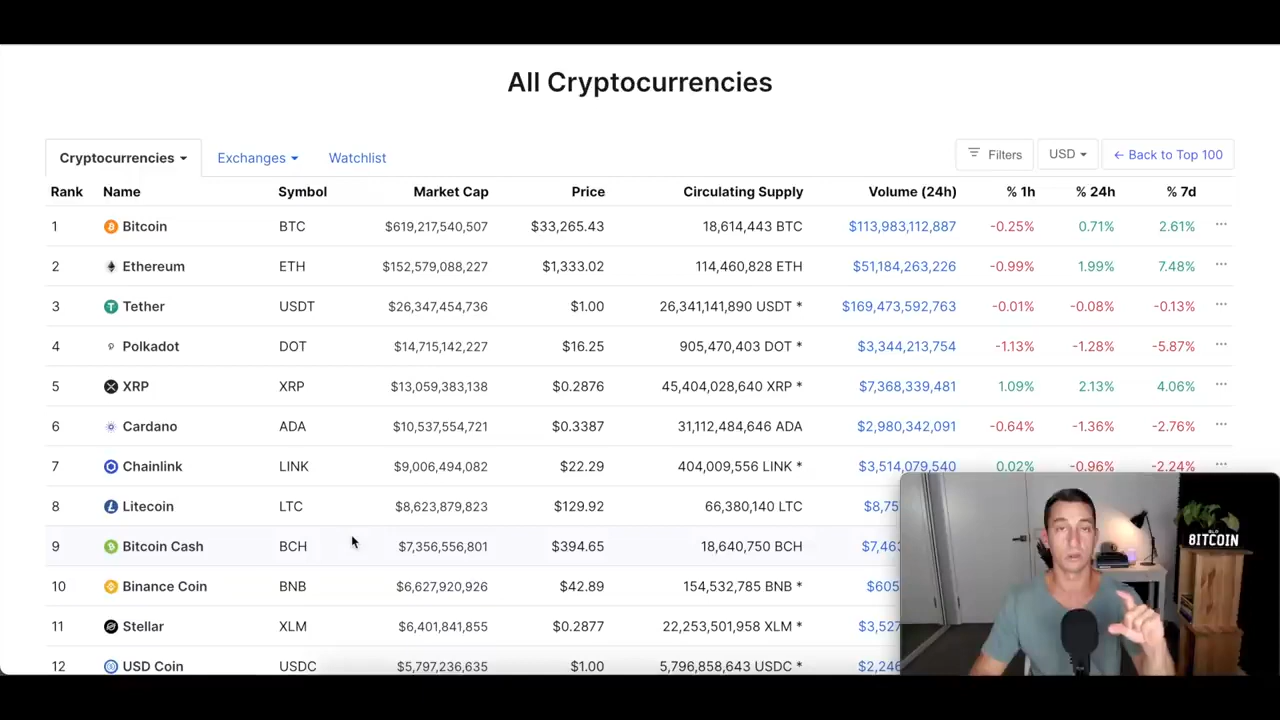 All Cryptocurrencies
Cryptocurrencies Exchanges Watchlist Filters USD ← Back to Top 100
Rank Name Symbol Market Cap Price Circulating Supply Volume (24h) % 1h % 24h % 7d
1 Bitcoin BTC $619,217,540,507 $33,265.43 18,614,443 BTC $113,983,112,887 -0.25% 0.71% 2.61%
2 Ethereum ETH $152,579,088,227 $1,333.02 114,460,828 ETH $51,184,263,226 -0.99% 1.99% 7.48%
3 Tether USDT $26,347,454,736 $1.00 26,341,141,890 USDT * $169,473,592,763 -0.01% -0.08% -0.13%
4 Polkadot DOT $14,715,142,227 $16.25 905,470,403 DOT * $3,344,213,754 -1.13% -1.28% -5.87%
5 XRP XRP $13,059,383,138 $0.2876 45,404,028,640 XRP * $7,368,339,481 1.09% 2.13% 4.06%
6 Cardano ADA $10,537,554,721 $0.3387 31,112,484,646 ADA $2,980,342,091 -0.64% -1.36% -2.76%
7 Chainlink LINK $9,006,494,082 $22.29 404,009,556 LINK * $3,514,079,540 0.02% -0.96% -2.24%
8 Litecoin LTC $8,623,879,823 $129.92 66,380,140 LTC $8,75
9 Bitcoin Cash BCH $7,356,556,801 $394.65 18,640,750 BCH $7,463
10 Binance Coin BNB $6,627,920,926 $42.89 154,532,785 BNB * $605
11 Stellar XLM $6,401,841,855 $0.2877 22,253,501,958 XLM * $3,527
12 USD Coin USDC $5,797,236,635 $1.00 5,796,858,643 USDC * $2,246
BITCOIN